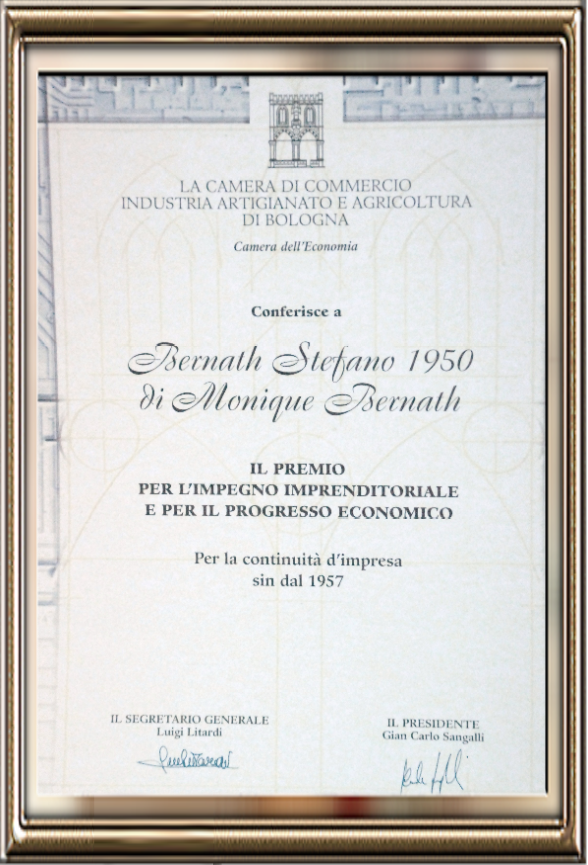 LA CAMERA DI COMMERCIO
INDUSTRIA ARTIGIANATO E AGRICOLTURA
DI BOLOGNA
Camera dell'Economia
Conferisce a
Bernath Stefano 1950
di Monique Bernath
IL PREMIO
PER L'IMPEGNO IMPRENDITORIALE
E PER IL PROGRESSO ECONOMICO
Per la continuità d'impresa
sin dal 1957
IL SEGRETARIO GENERALE
Luigi Litardi
IL PRESIDENTE
Gian Carlo Sangalli